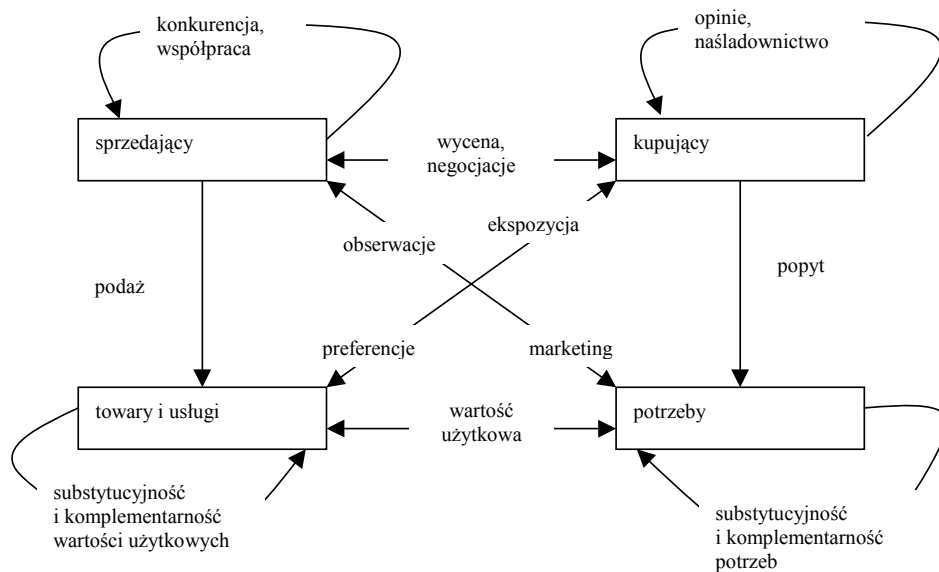 konkurencja,
współpraca
opinie,
naśladownictwo
sprzedający
wycena,
negocjacje
kupujący
ekspozycja
obserwacje
podaż
popyt
preferencje
marketing
towary i usługi
wartość
użytkowa
potrzeby
substytucyjność
i komplementarność
wartości użytkowych
substytucyjność
i komplementarność
potrzeb